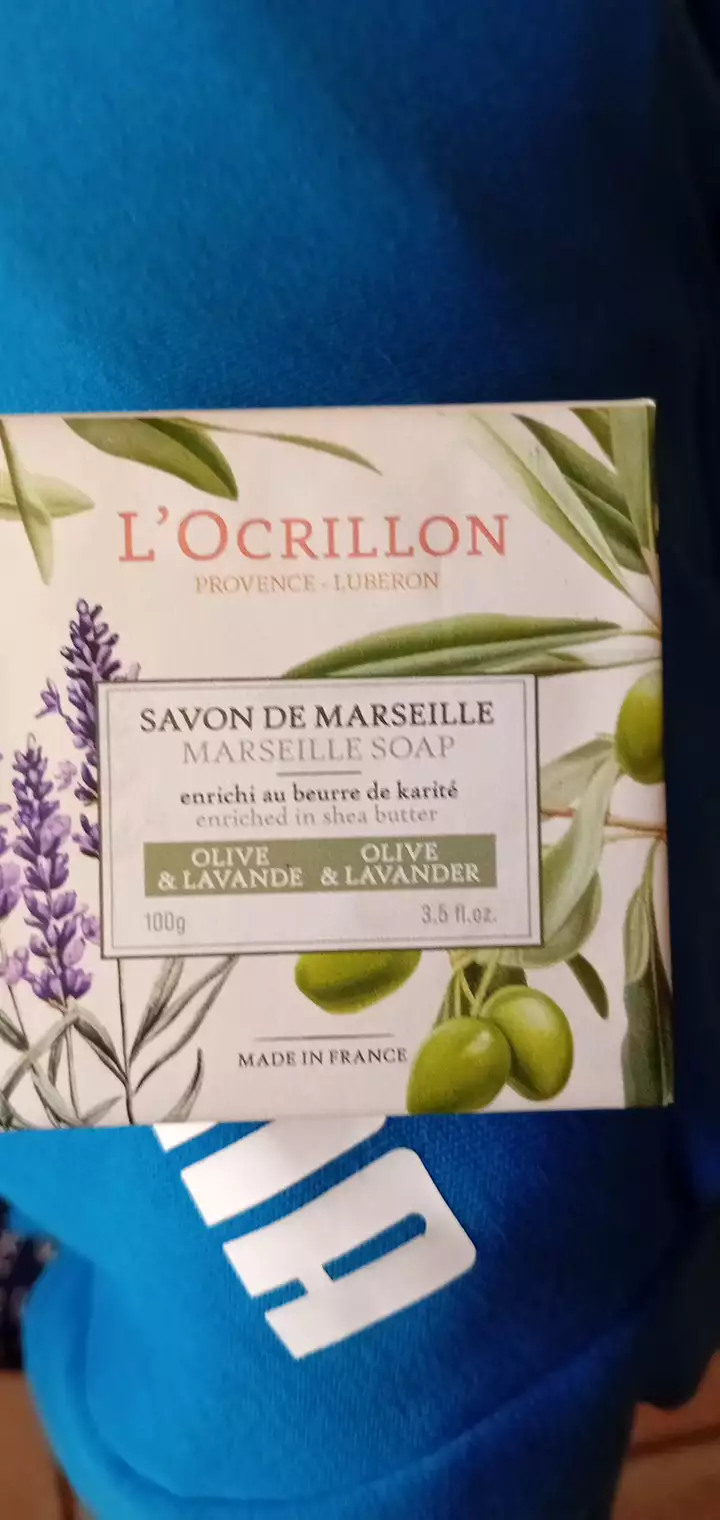 L'OCRILLON
PROVENCE - LUBERON
SAVON DE MARSEILLE
MARSEILLE SOAP
enrichi au beurre de karité
enriched in shea butter
OLIVE & LAVANDE
OLIVE & LAVANDER
100g 3.5 fl.oz.
MADE IN FRANCE